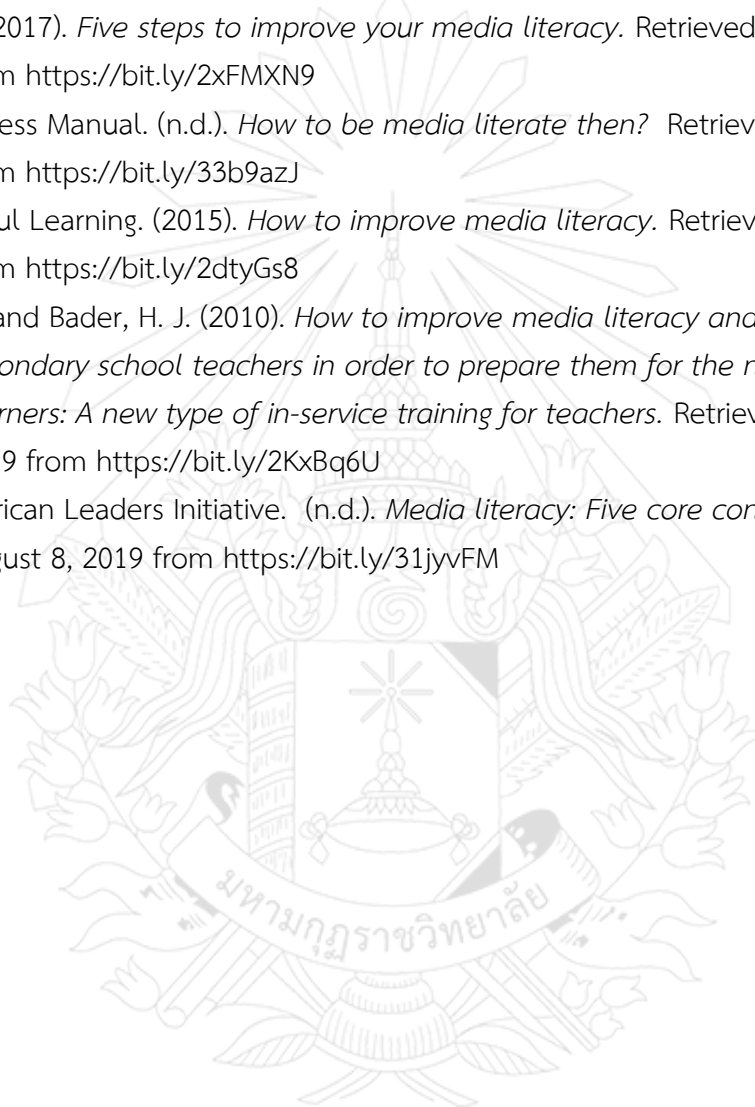 2017). Five steps to improve your media literacy. Retrieved
m https://bit.ly/2xFMXN9
ess Manual. (n.d.). How to be media literate then? Retriev
m https://bit.ly/33b9azJ
ul Learning. (2015). How to improve media literacy. Retriev
m https://bit.ly/2dtyGs8
and Bader, H. J. (2010). How to improve media literacy and
ondary school teachers in order to prepare them for the n
rners: A new type of in-service training for teachers. Retriev
9 from https://bit.ly/2KxBq6U
rican Leaders Initiative. (n.d.). Media literacy: Five core con
gust 8, 2019 from https://bit.ly/31jyvFM
มหามกุฏราชวิทยาลัย